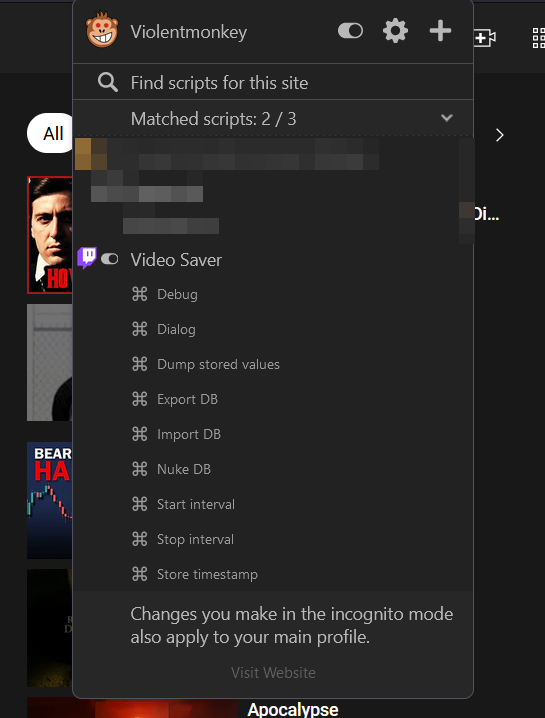 Violentmonkey
Find scripts for this site
Matched scripts: 2 / 3
All
Di...
HO
Video Saver
Debug
Dialog
Dump stored values
Export DB
BEAR
HA
Import DB
Nuke DB
Start interval
Stop interval
Store timestamp
Changes you make in the incognito mode
also apply to your main profile.
Visit Website
Apocalypse